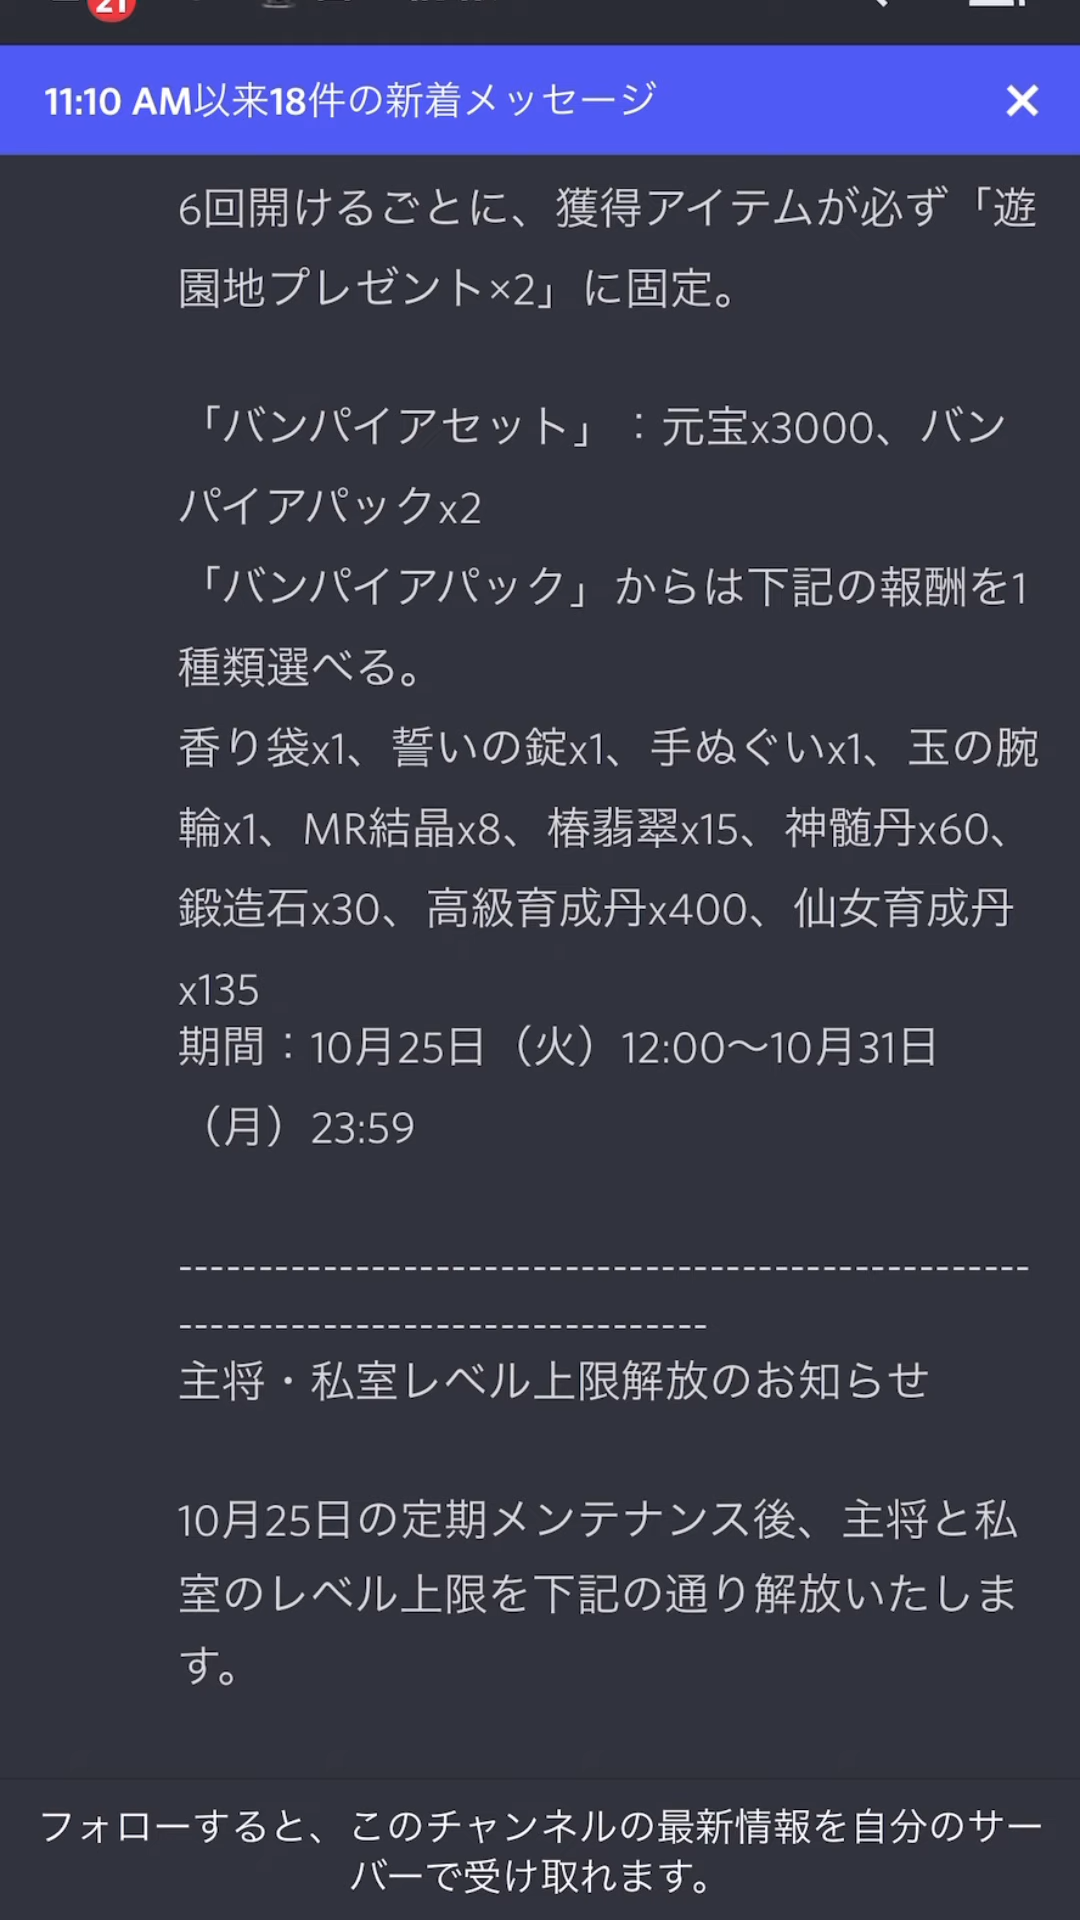 21
11:10 AM以来18件の新着メッセージ
6回開けるごとに、獲得アイテムが必ず「遊
園地プレゼント×2」に固定。
「バンパイアセット」：元宝x3000、バン
パイアパックx2
「バンパイアパック」からは下記の報酬を1
種類選べる。
香り袋x1、誓いの錠x1、手ぬぐいx1、玉の腕
輪x1、MR結晶x8、椿翡翠x15、神髄丹x60、
鍛造石x30、高級育成丹x400、仙女育成丹
x135
期間：10月25日（火）12:00～10月31日
（月）23:59
------------------------------------------------------
---------------------------------
主将・私室レベル上限解放のお知らせ
10月25日の定期メンテナンス後、主将と私
室のレベル上限を下記の通り解放いたしま
す。
フォローすると、このチャンネルの最新情報を自分のサー
バーで受け取れます。